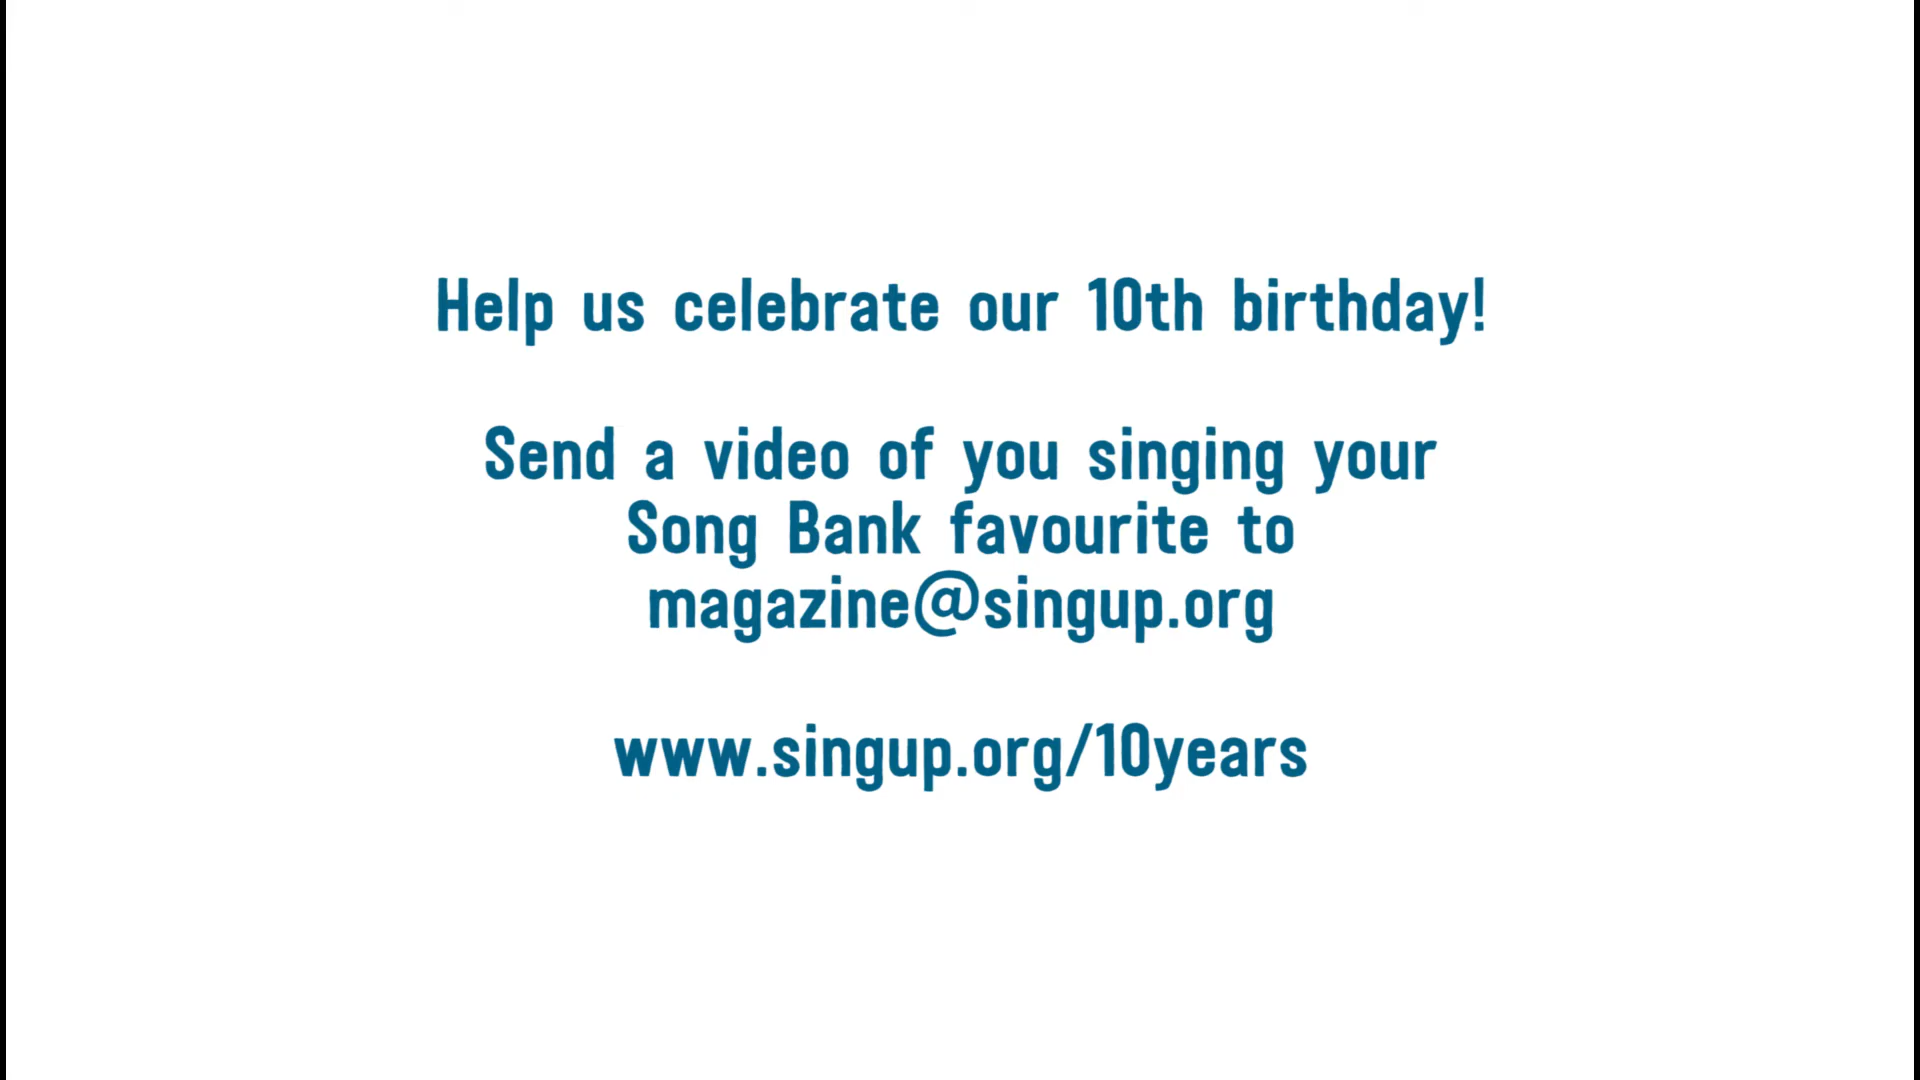 Help us celebrate our 10th birthday!
Send a video of you singing your
Song Bank favourite to
magazine@singup.org
www.singup.org/10years